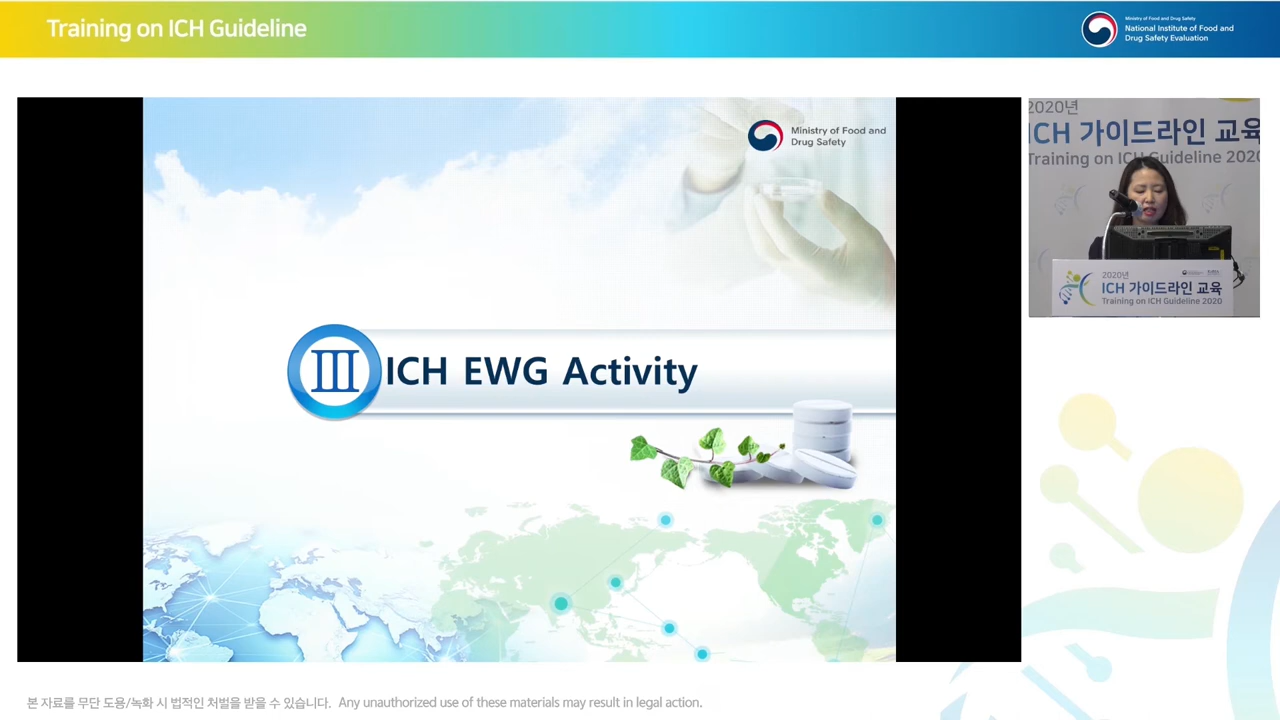 Training on ICH Guideline
Ministry of Food and Drug Safety
National Institute of Food and
Drug Safety Evaluation
Ministry of Food and
Drug Safety
III ICH EWG Activity
2020년
ICH 가이드라인 교육
Training on ICH Guideline 2020
2020년
ICH 가이드라인 교육
Training on ICH Guideline 2020
본 자료를 무단 도용/녹화 시 법적인 처벌을 받을 수 있습니다. Any unauthorized use of these materials may result in legal action.